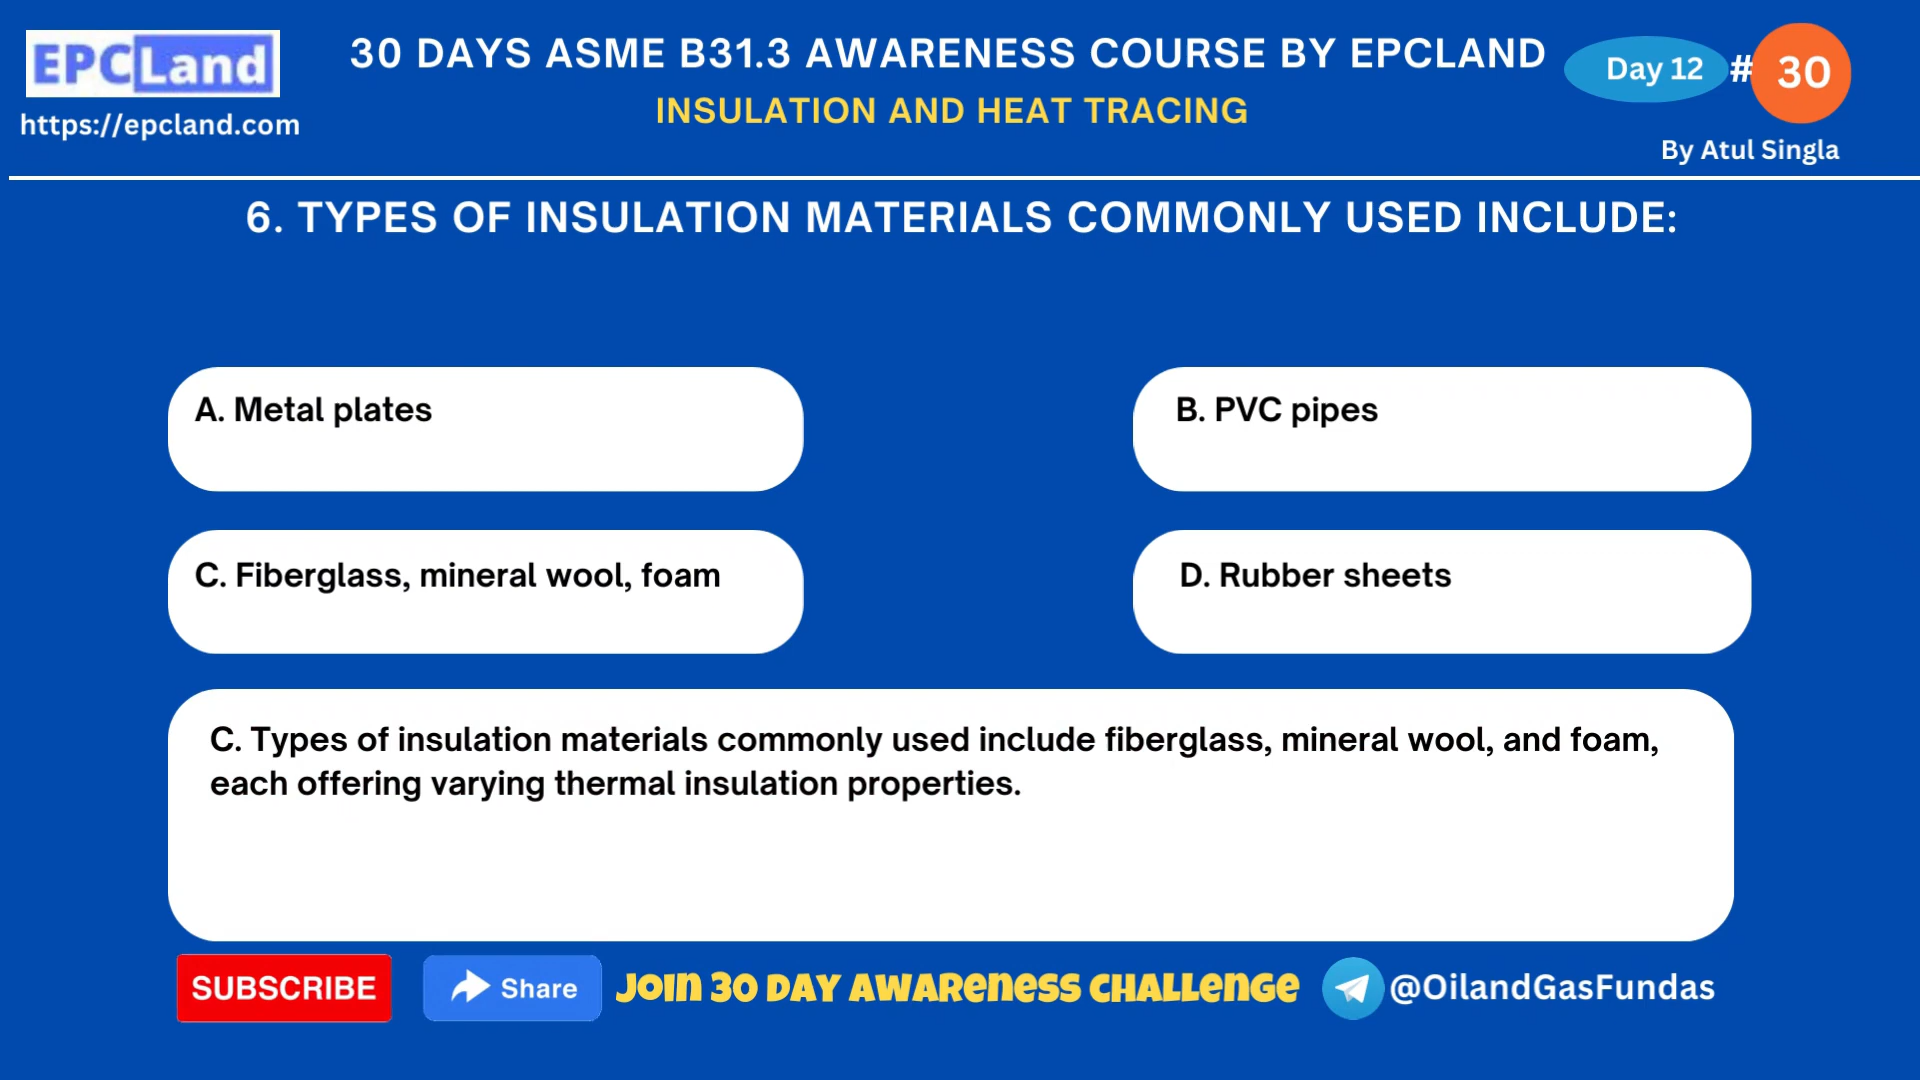 EPCLand
https://epcland.com
30 DAYS ASME B31.3 AWARENESS COURSE BY EPCLAND
INSULATION AND HEAT TRACING
Day 12 # 30
By Atul Singla
6. TYPES OF INSULATION MATERIALS COMMONLY USED INCLUDE:
A. Metal plates
B. PVC pipes
C. Fiberglass, mineral wool, foam
D. Rubber sheets
C. Types of insulation materials commonly used include fiberglass, mineral wool, and foam,
each offering varying thermal insulation properties.
SUBSCRIBE
Share
Join 30 Day Awareness Challenge
@OilandGasFundas